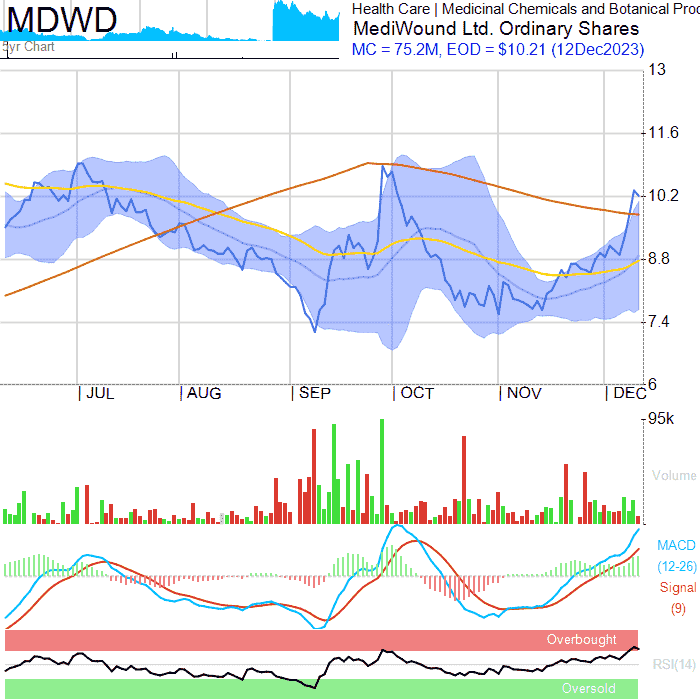 MDWD
5yr Chart
Health Care | Medicinal Chemicals and Botanical Proc
MediWound Ltd. Ordinary Shares
MC = 75.2M, EOD = $10.21 (12Dec2023)
13
11.6
10.2
8.8
7.4
6
JUL AUG SEP OCT NOV DEC
95k
Volume
MACD
(12-26)
Signal
(9)
Overbought
RSI(14)
Oversold